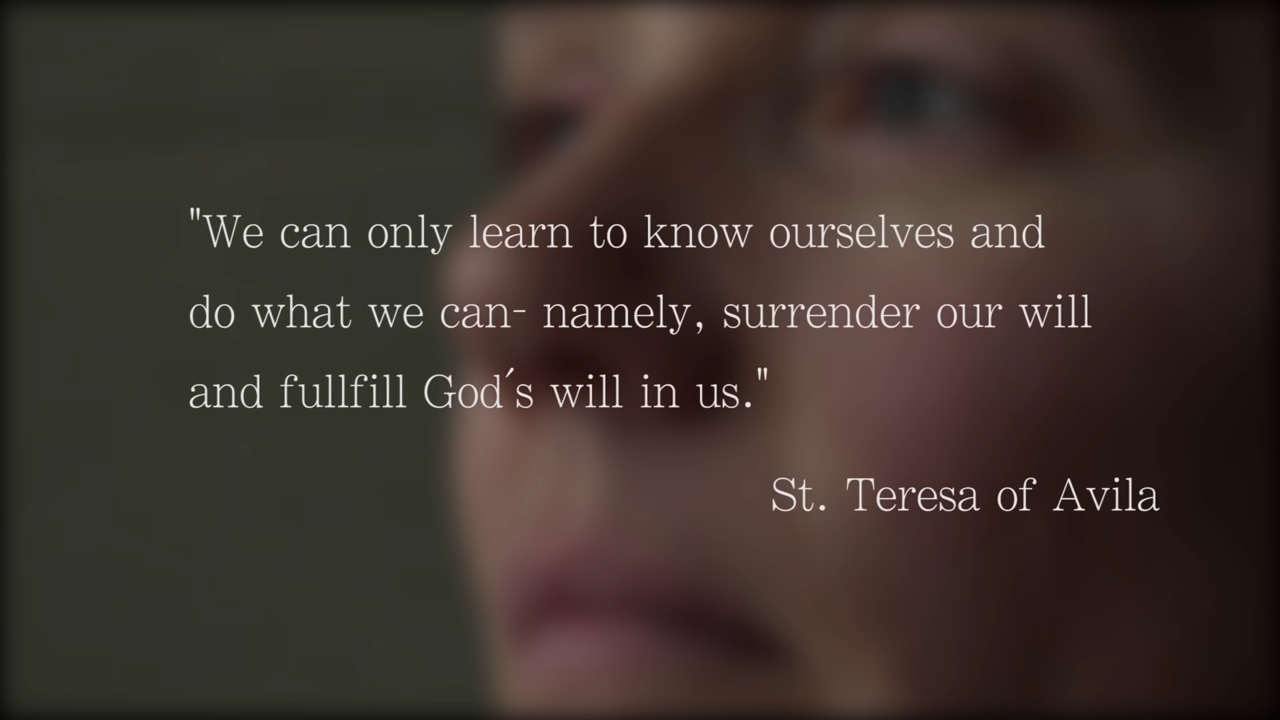 "We can only learn to know ourselves and
do what we can- namely, surrender our will
and fullfill God´s will in us."
St. Teresa of Avila